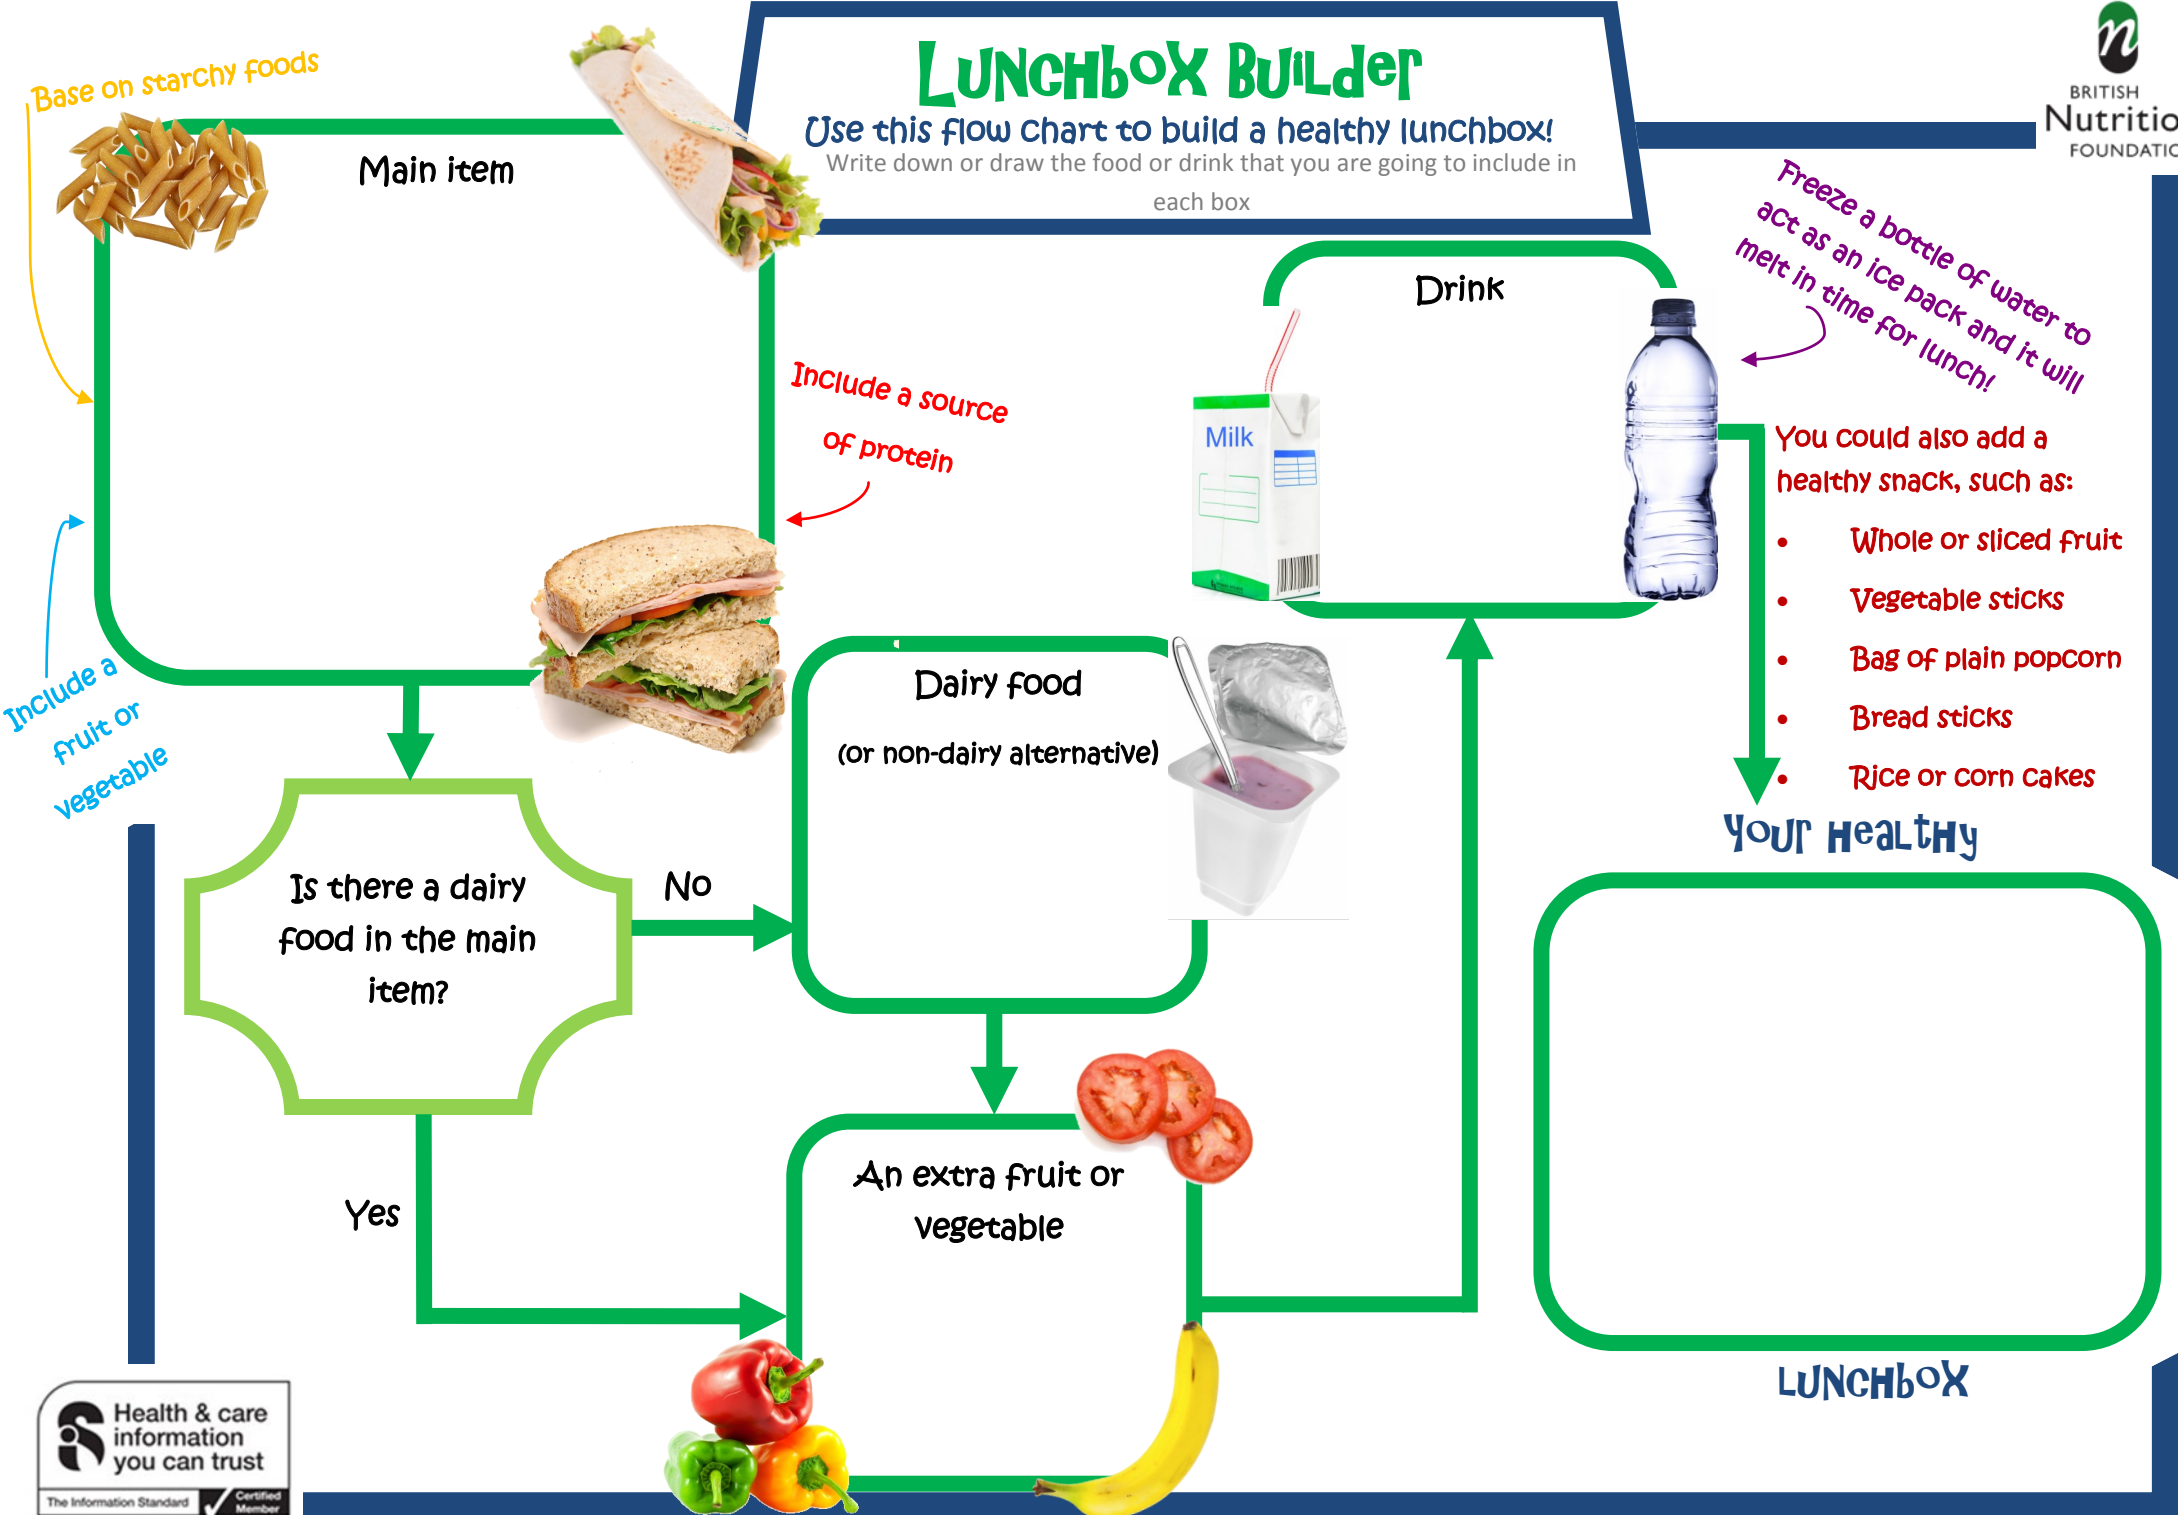 Lunchbox Builder
Use this flow chart to build a healthy lunchbox!
Write down or draw the food or drink that you are going to include in
each box
BRITISH
Nutritio
FOUNDATIO
Base on starchy foods
Main item
Include a source
of protein
Include a
fruit or
vegetable
Is there a dairy
food in the main
item?
No
Yes
Dairy food
(or non-dairy alternative)
An extra fruit or
vegetable
Drink
Milk
Freeze a bottle of water to
act as an ice pack and it will
melt in time for lunch!
You could also add a
healthy snack, such as:
• Whole or sliced fruit
• Vegetable sticks
• Bag of plain popcorn
• Bread sticks
• Rice or corn cakes
Your Healthy
Lunchbox
Health & care
information
you can trust
The Information Standard
Certified
Member